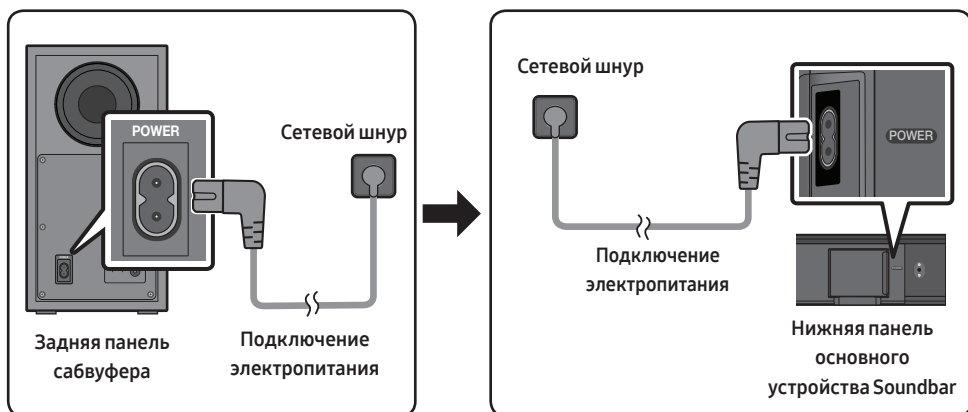 POWER
Сетевой шнур
Задняя панель
сабвуфера
Подключение
электропитания
Сетевой шнур
POWER
Подключение
электропитания
Нижняя панель
основного
устройства Soundbar